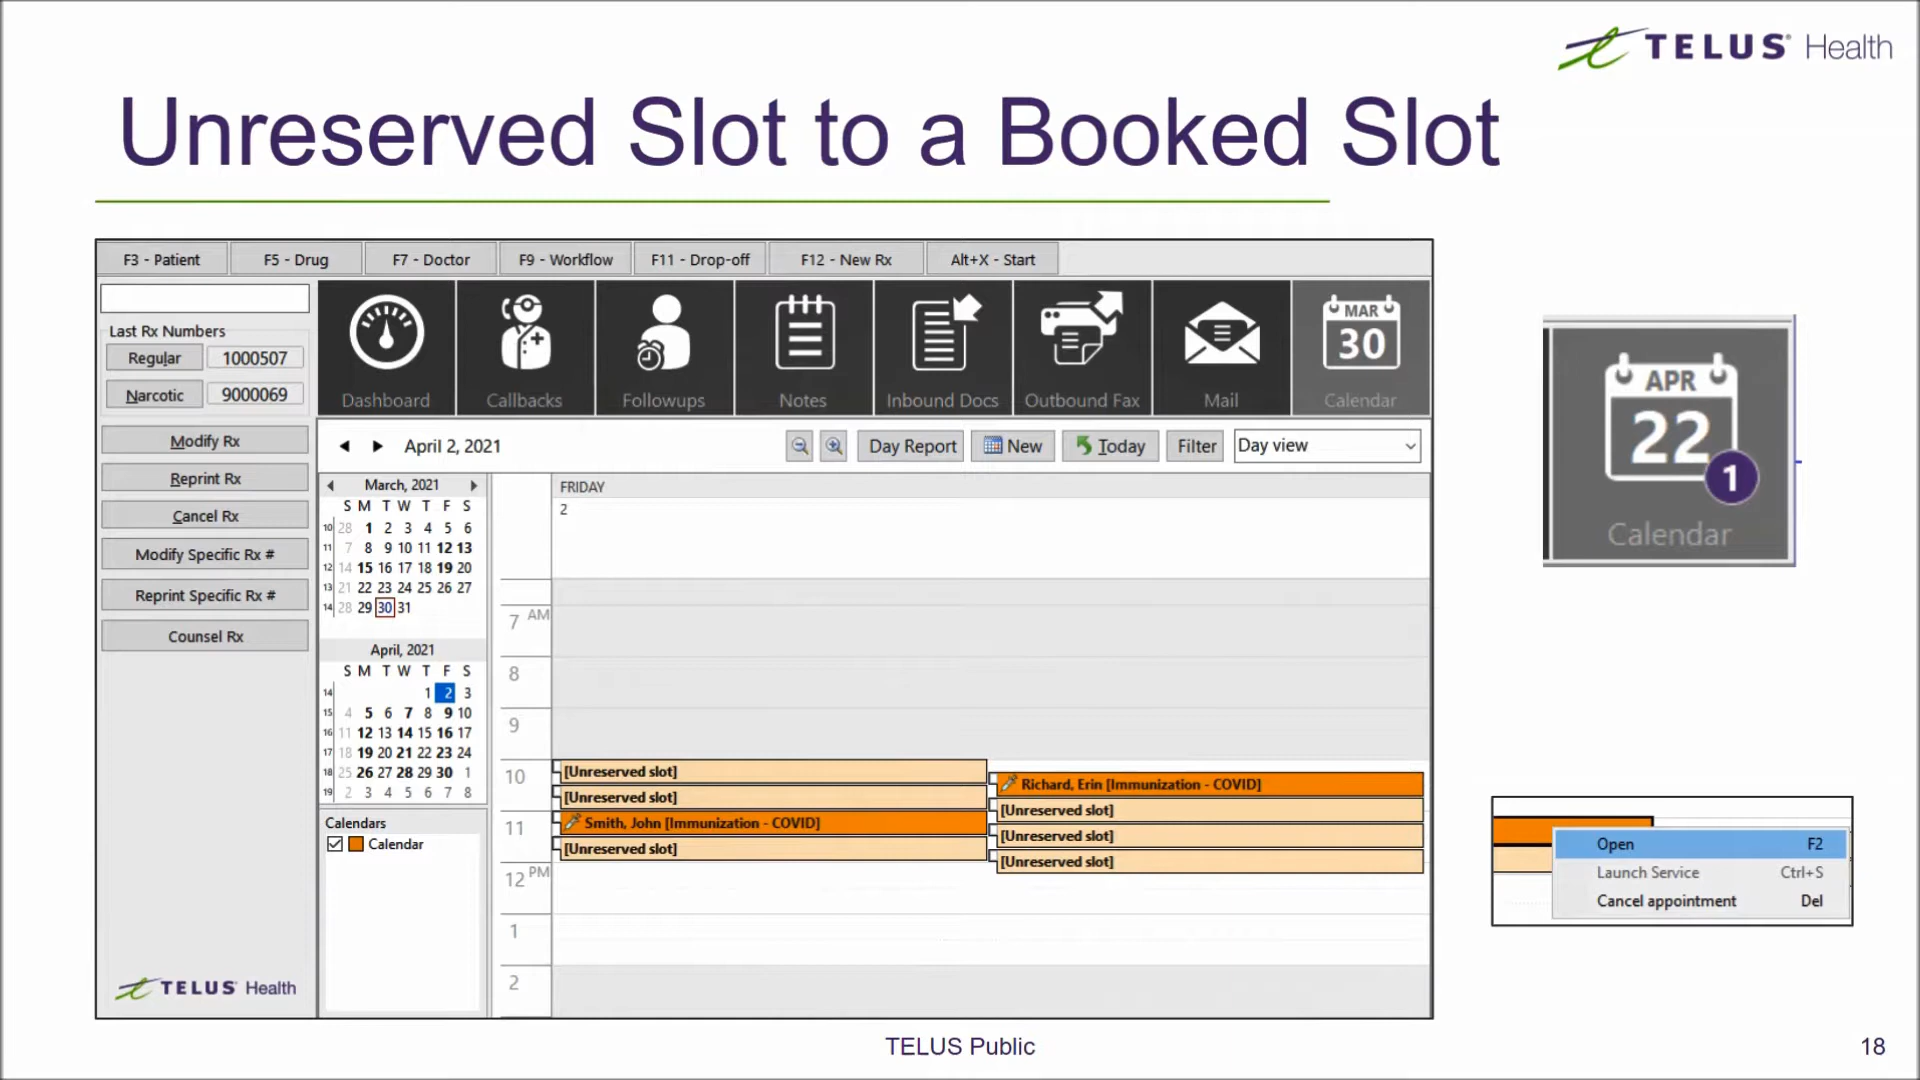 TELUS Health
Unreserved Slot to a Booked Slot
F3 - Patient F5 - Drug F7 - Doctor F9 - Workflow F11 - Drop-off F12 - New Rx Alt+X - Start
Last Rx Numbers
Regular 1000507
Narcotic 9000069
Modify Rx
Reprint Rx
Cancel Rx
Modify Specific Rx #
Reprint Specific Rx #
Counsel Rx
TELUS Health
MAR
30
Dashboard Callbacks Followups Notes Inbound Docs Outbound Fax Mail Calendar
April 2, 2021 Day Report New Today Filter Day view
March, 2021
S M T W T F S
10 28 1 2 3 4 5 6
11 7 8 9 10 11 12 13
12 14 15 16 17 18 19 20
13 21 22 23 24 25 26 27
14 28 29 30 31
April, 2021
S M T W T F S
14 1 2 3
15 4 5 6 7 8 9 10
16 11 12 13 14 15 16 17
17 18 19 20 21 22 23 24
18 25 26 27 28 29 30 1
19 2 3 4 5 6 7 8
Calendars
Calendar
FRIDAY
2
7 AM
8
9
10
11
12 PM
1
2
[Unreserved slot]
[Unreserved slot]
Smith, John [Immunization - COVID]
[Unreserved slot]
Richard, Erin [Immunization - COVID]
[Unreserved slot]
[Unreserved slot]
[Unreserved slot]
APR
22
1
Calendar
Open F2
Launch Service Ctrl+S
Cancel appointment Del
TELUS Public
18